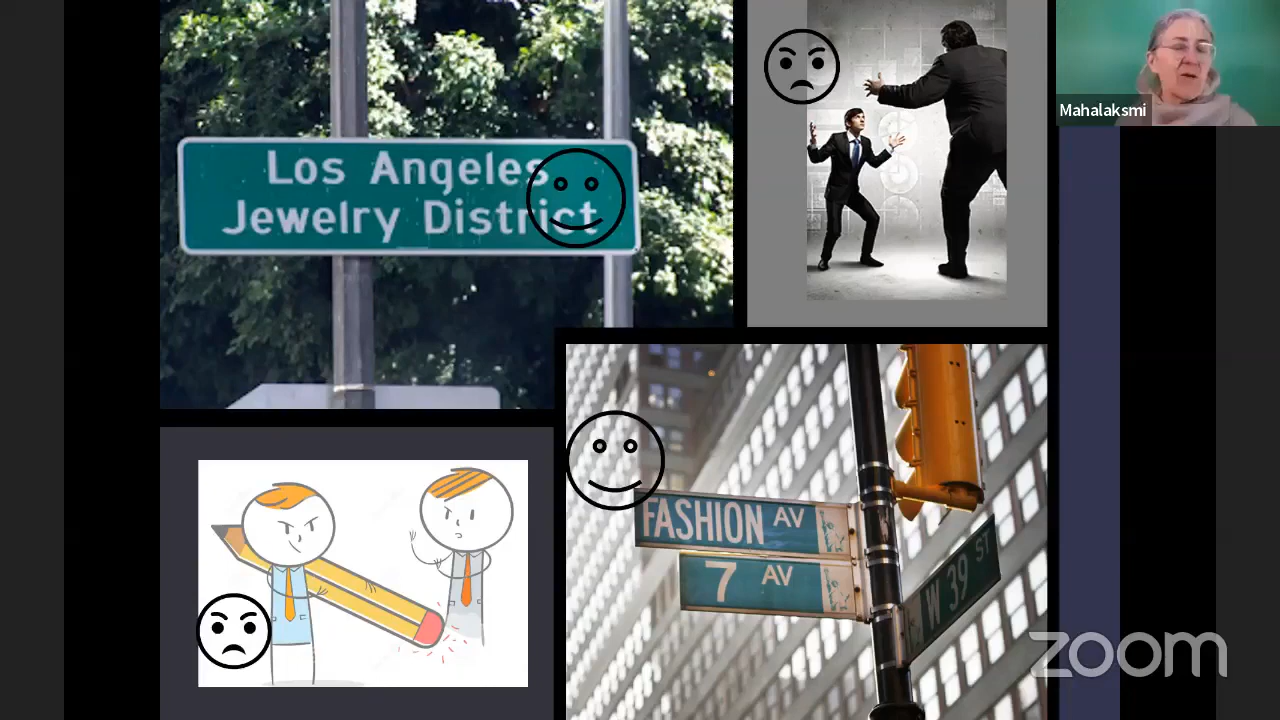 Los Angeles
Jewelry District
Mahalaksmi
FASHION AV
7 AV
W 39 ST
zoom